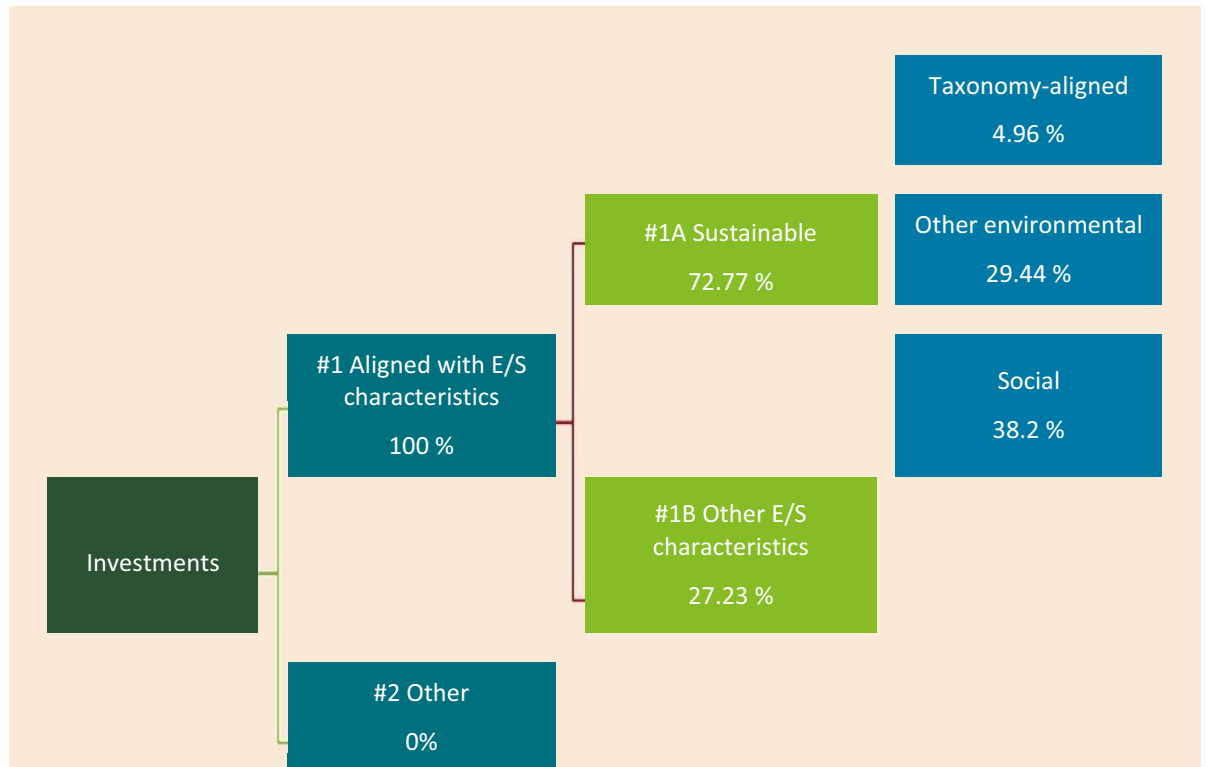 Taxonomy-aligned
4.96 %
#1A Sustainable
72.77 %
Other environmental
29.44 %
#1 Aligned with E/S
characteristics
100 %
Social
38.2 %
Investments
#1B Other E/S
characteristics
27.23 %
#2 Other
0%